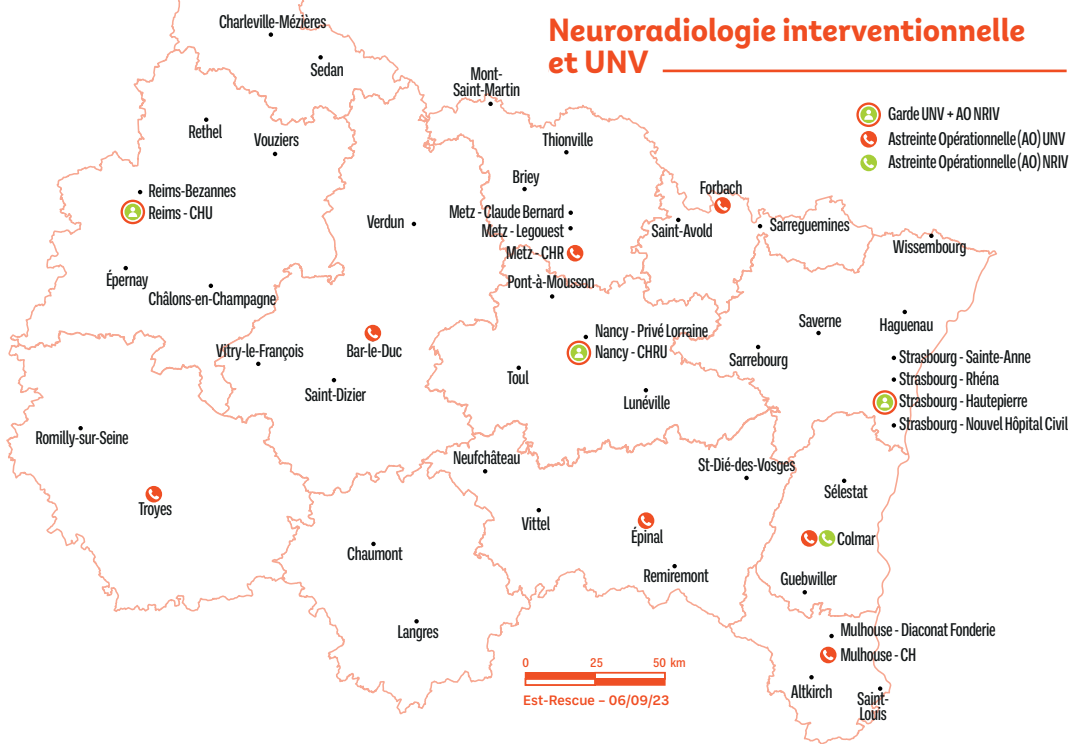 Neuroradiologie interventionnelle
et UNV
Garde UNV + AO NRIV
Astreinte Opérationnelle (AO) UNV
Astreinte Opérationnelle (AO) NRIV
Charleville-Mézières
Sedan
Mont-
Saint-Martin
Rethel
Vouziers
Thionville
Briey
Forbach
Reims-Bezannes
Reims - CHU
Verdun
Metz - Claude Bernard
Metz - Legouest
Metz - CHR
Saint-Avold
Sarreguemines
Wissembourg
Épernay
Châlons-en-Champagne
Pont-à-Mousson
Vitry-le-François
Bar-le-Duc
Saint-Dizier
Nancy - Privé Lorraine
Nancy - CHRU
Toul
Lunéville
Saverne
Haguenau
Sarrebourg
Strasbourg - Sainte-Anne
Strasbourg - Rhéna
Strasbourg - Hautepierre
Strasbourg - Nouvel Hôpital Civil
Romilly-sur-Seine
Troyes
Neufchâteau
St-Dié-des-Vosges
Sélestat
Vittel
Épinal
Colmar
Chaumont
Remiremont
Guebwiller
Langres
Mulhouse - Diaconat Fonderie
Mulhouse - CH
Altkirch
Saint-
Louis
0 25 50 km
Est-Rescue – 06/09/23